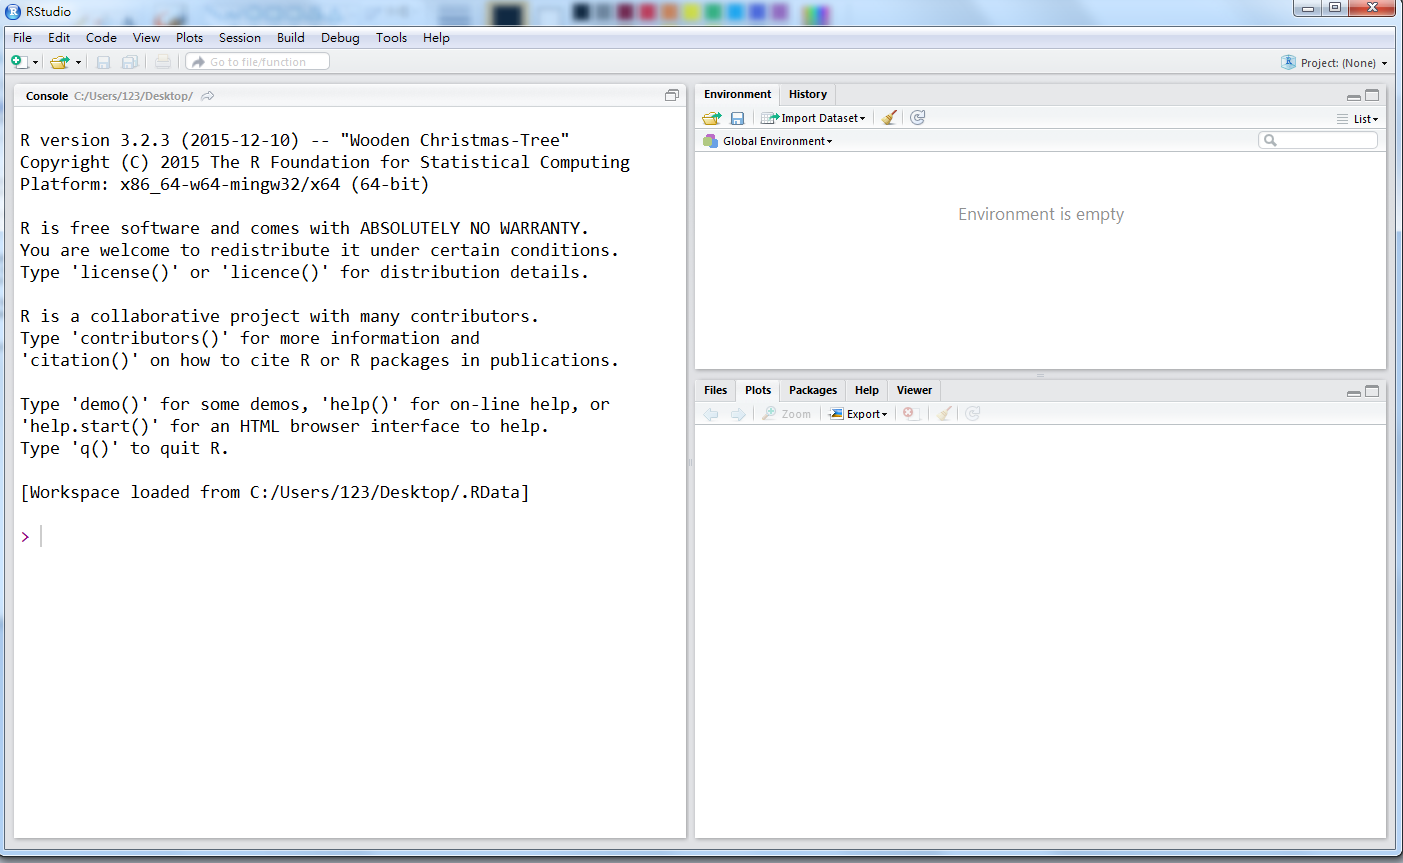 RStudio
File Edit Code View Plots Session Build Debug Tools Help
Go to file/function
Project: (None)
Console C:/Users/123/Desktop/
R version 3.2.3 (2015-12-10) -- "Wooden Christmas-Tree"
Copyright (C) 2015 The R Foundation for Statistical Computing
Platform: x86_64-w64-mingw32/x64 (64-bit)
R is free software and comes with ABSOLUTELY NO WARRANTY.
You are welcome to redistribute it under certain conditions.
Type 'license()' or 'licence()' for distribution details.
R is a collaborative project with many contributors.
Type 'contributors()' for more information and
'citation()' on how to cite R or R packages in publications.
Type 'demo()' for some demos, 'help()' for on-line help, or
'help.start()' for an HTML browser interface to help.
Type 'q()' to quit R.
[Workspace loaded from C:/Users/123/Desktop/.RData]
>
Environment History
Import Dataset List
Global Environment
Environment is empty
Files Plots Packages Help Viewer
Zoom Export